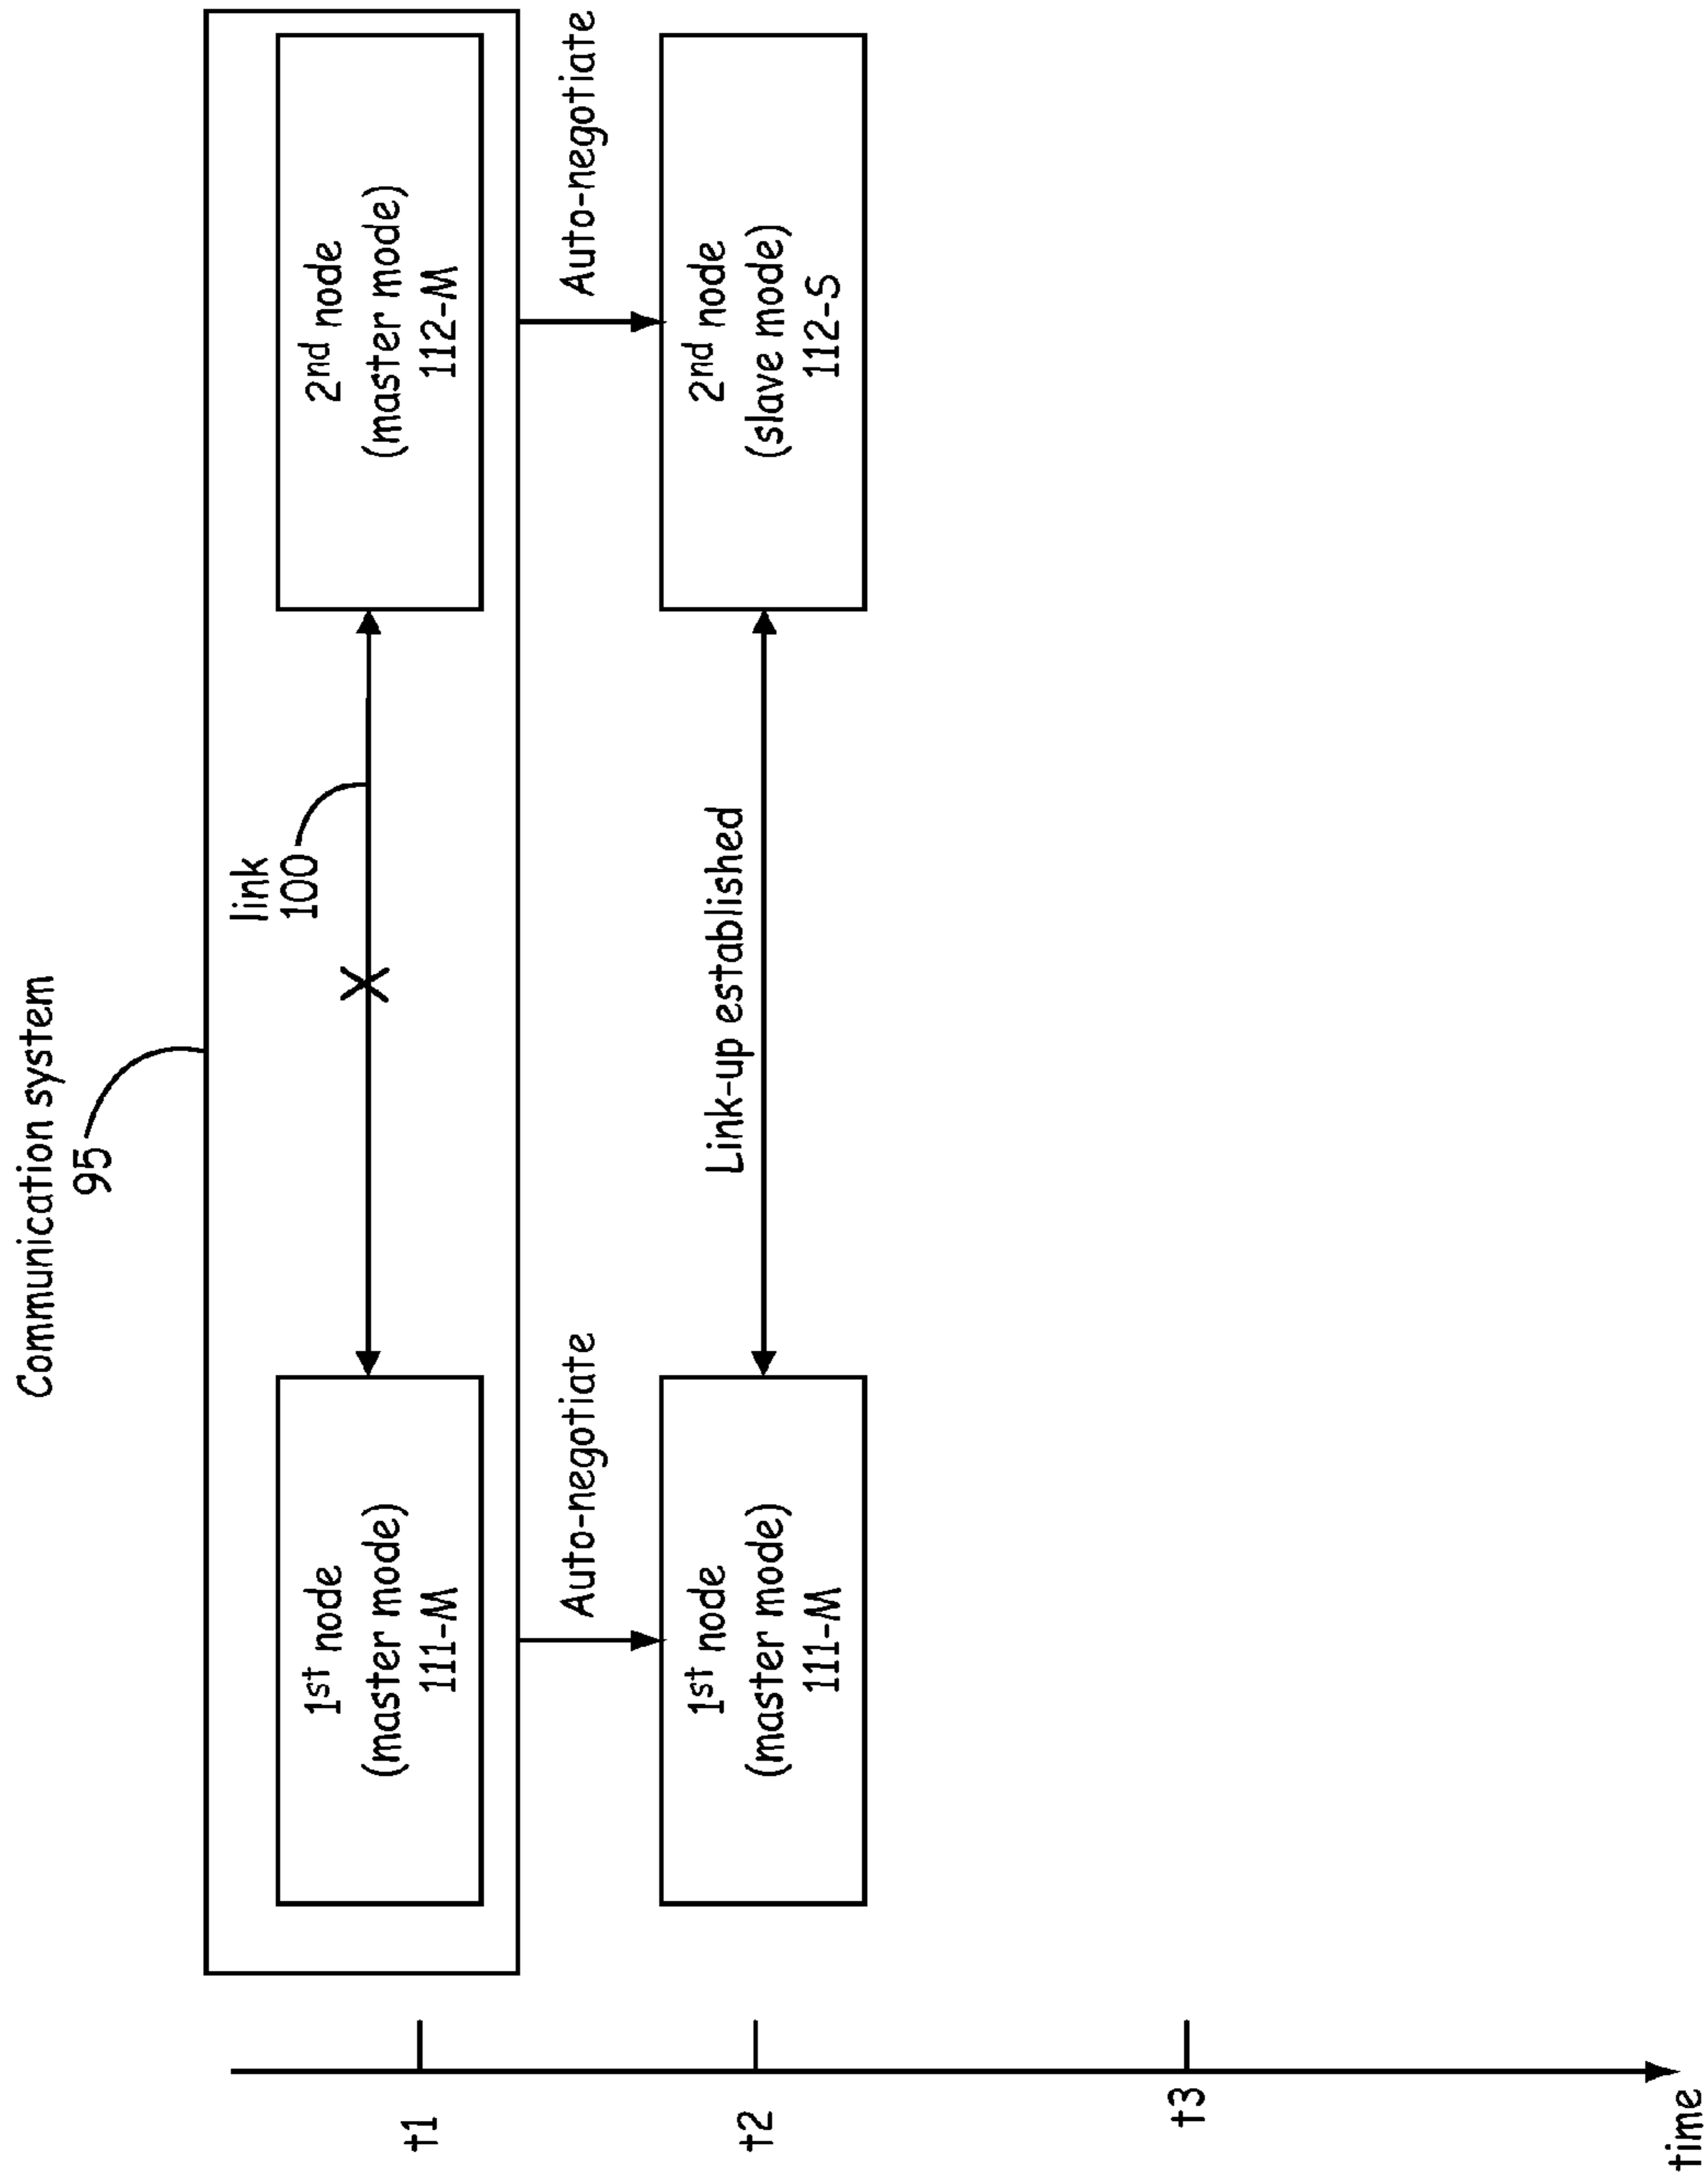 Communication system
95
link
100
1st node
(master mode)
111-M
2nd node
(master mode)
112-M
Auto-negotiate
Auto-negotiate
1st node
(master mode)
111-M
Link-up established
2nd node
(slave mode)
112-S
t1
t2
t3
time